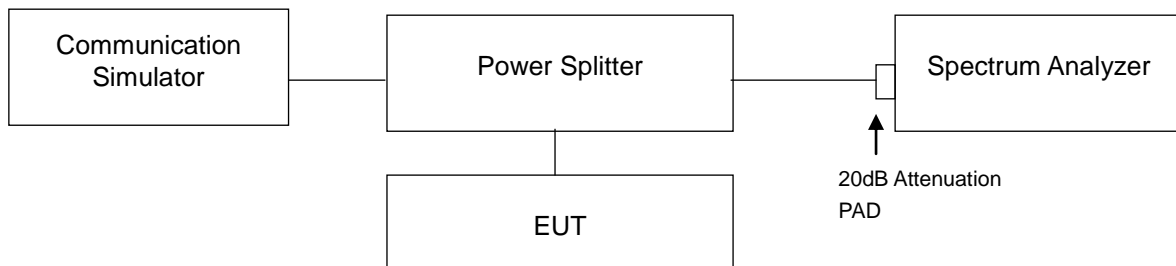 Communication
Simulator
Power Splitter
Spectrum Analyzer
20dB Attenuation
PAD
EUT